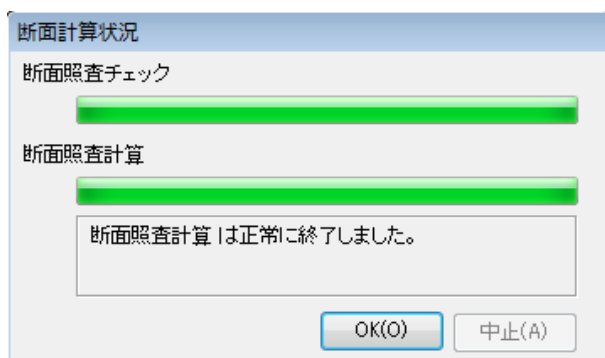 断面計算状況
断面照査チェック
断面照査計算
断面照査計算 は正常に終了しました。
OK(O)
中止(A)